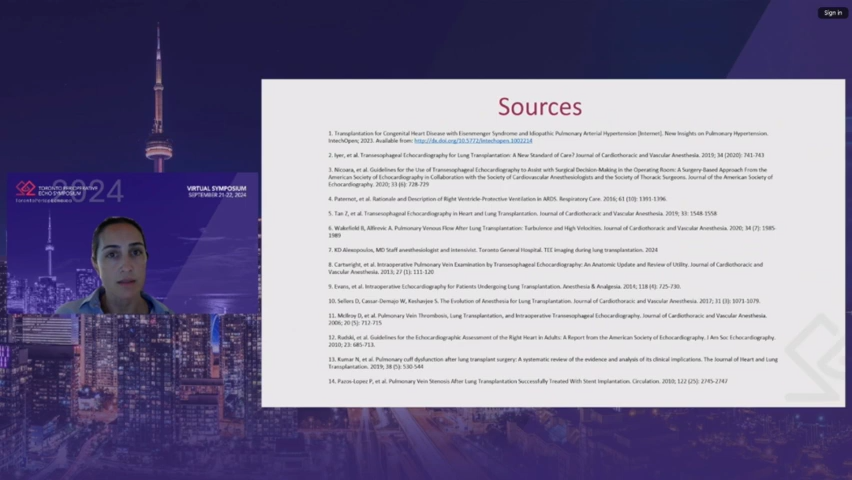 Sign in
Sources
1. Transplantation for Congenital Heart Disease with Eisenmenger Syndrome and Idiopathic Pulmonary Arterial Hypertension [Internet]. New Insights on Pulmonary Hypertension.
IntechOpen; 2023. Available from: http://dx.doi.org/10.5772/intechopen.1002214
2. Iyer, et al. Transesophageal Echocardiography for Lung Transplantation: A New Standard of Care? Journal of Cardiothoracic and Vascular Anesthesia. 2019; 34 (2020): 741-743
3. Nicoara, et al. Guidelines for the Use of Transesophageal Echocardiography to Assist with Surgical Decision-Making in the Operating Room: A Surgery-Based Approach From the
American Society of Echocardiography in Collaboration with the Society of Cardiovascular Anesthesiologists and the Society of Thoracic Surgeons. Journal of the American Society of
Echocardiography. 2020; 33 (6): 728-729
4. Paternot, et al. Rationale and Description of Right Ventricle-Protective Ventilation in ARDS. Respiratory Care. 2016; 61 (10): 1391-1396.
5. Tan Z, et al. Transesophageal Echocardiography in Heart and Lung Transplantation. Journal of Cardiothoracic and Vascular Anesthesia. 2019; 33: 1548-1558
6. Wakefield B, Alfirevic A. Pulmonary Venous Flow After Lung Transplantation: Turbulence and High Velocities. Journal of Cardiothoracic and Vascular Anesthesia. 2020; 34 (7): 1985-
1989
7. KD Alexopoulos, MD Staff anesthesiologist and Intensivist. Toronto General Hospital. TEE imaging during lung transplantation. 2024
8. Cartwright, et al. Intraoperative Pulmonary Vein Examination by Transesophageal Echocardiography: An Anatomic Update and Review of Utility. Journal of Cardiothoracic and
Vascular Anesthesia. 2013; 27 (1): 111-120
9. Evans, et al. Intraoperative Echocardiography for Patients Undergoing Lung Transplantation. Anesthesia & Analgesia. 2014; 118 (4): 725-730.
10. Sellers D, Cassar-Demajo W, Keshavjee S. The Evolution of Anesthesia for Lung Transplantation. Journal of Cardiothoracic and Vascular Anesthesia. 2017; 31 (3): 1071-1079.
11. McIlroy D, et al. Pulmonary Vein Thrombosis, Lung Transplantation, and Intraoperative Transesophageal Echocardiography. Journal of Cardiothoracic and Vascular Anesthesia.
2006; 20 (5): 712-715
12. Rudski, et al. Guidelines for the Echocardiographic Assessment of the Right Heart in Adults: A Report from the American Society of Echocardiography. J Am Soc Echocardiography.
2010; 23: 685-713.
13. Kumar N, et al. Pulmonary cuff dysfunction after lung transplant surgery: A systematic review of the evidence and analysis of its clinical implications. The Journal of Heart and Lung
Transplantation. 2019; 38 (5): 530-544
14. Pazos-Lopez P, et al. Pulmonary Vein Stenosis After Lung Transplantation Successfully Treated With Stent Implantation. Circulation. 2010; 122 (25): 2745-2747
TORONTO PERIOPERATIVE
ECHO SYMPOSIUM
2024
VIRTUAL SYMPOSIUM
SEPTEMBER 21-22, 2024